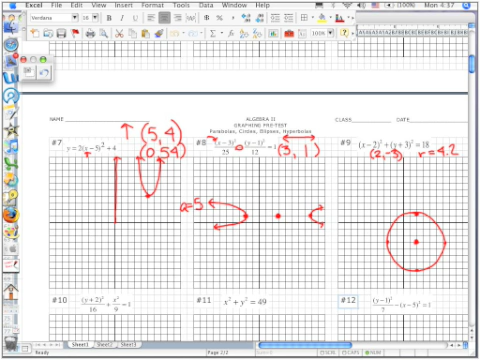 Excel File Edit View Insert Format Tools Data Window Help Mon 4:37
Verdana
NAME
ALGEBRA II
CLASS
DATE
GRAPHING PRE-TEST
Parabolas, Circles, Ellipses, Hyperbolas
#7 y = 2(x − 5)² + 4
↑ (5, 4)
(0, 54)
#8 (x−3)²/25 − (y−1)²/12 = 1
(3, 1)
a=5
#9 (x − 2)² + (y + 3)² = 18
(2, -3) r = 4.2
#10 (y + 2)²/16 + x²/9 = 1
#11 x² + y² = 49
#12 (y−1)²/7 − (x − 5)² = 1
Sheet1 Sheet2 Sheet3
Page 2/2
SCRL CAPS NUM